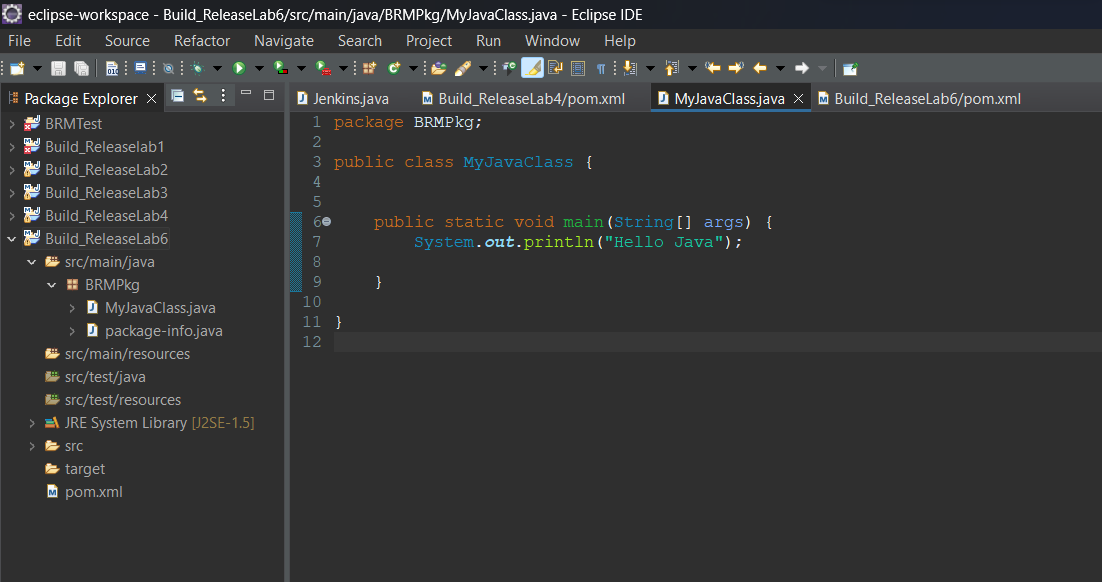 eclipse-workspace - Build_ReleaseLab6/src/main/java/BRMPkg/MyJavaClass.java - Eclipse IDE
File Edit Source Refactor Navigate Search Project Run Window Help
Package Explorer
BRMTest
Build_Releaselab1
Build_ReleaseLab2
Build_ReleaseLab3
Build_ReleaseLab4
Build_ReleaseLab6
src/main/java
BRMPkg
MyJavaClass.java
package-info.java
src/main/resources
src/test/java
src/test/resources
JRE System Library [J2SE-1.5]
src
target
pom.xml
Jenkins.java Build_ReleaseLab4/pom.xml MyJavaClass.java Build_ReleaseLab6/pom.xml
1 package BRMPkg;
2
3 public class MyJavaClass {
4
5
6 public static void main(String[] args) {
7 System.out.println("Hello Java");
8
9 }
10
11 }
12